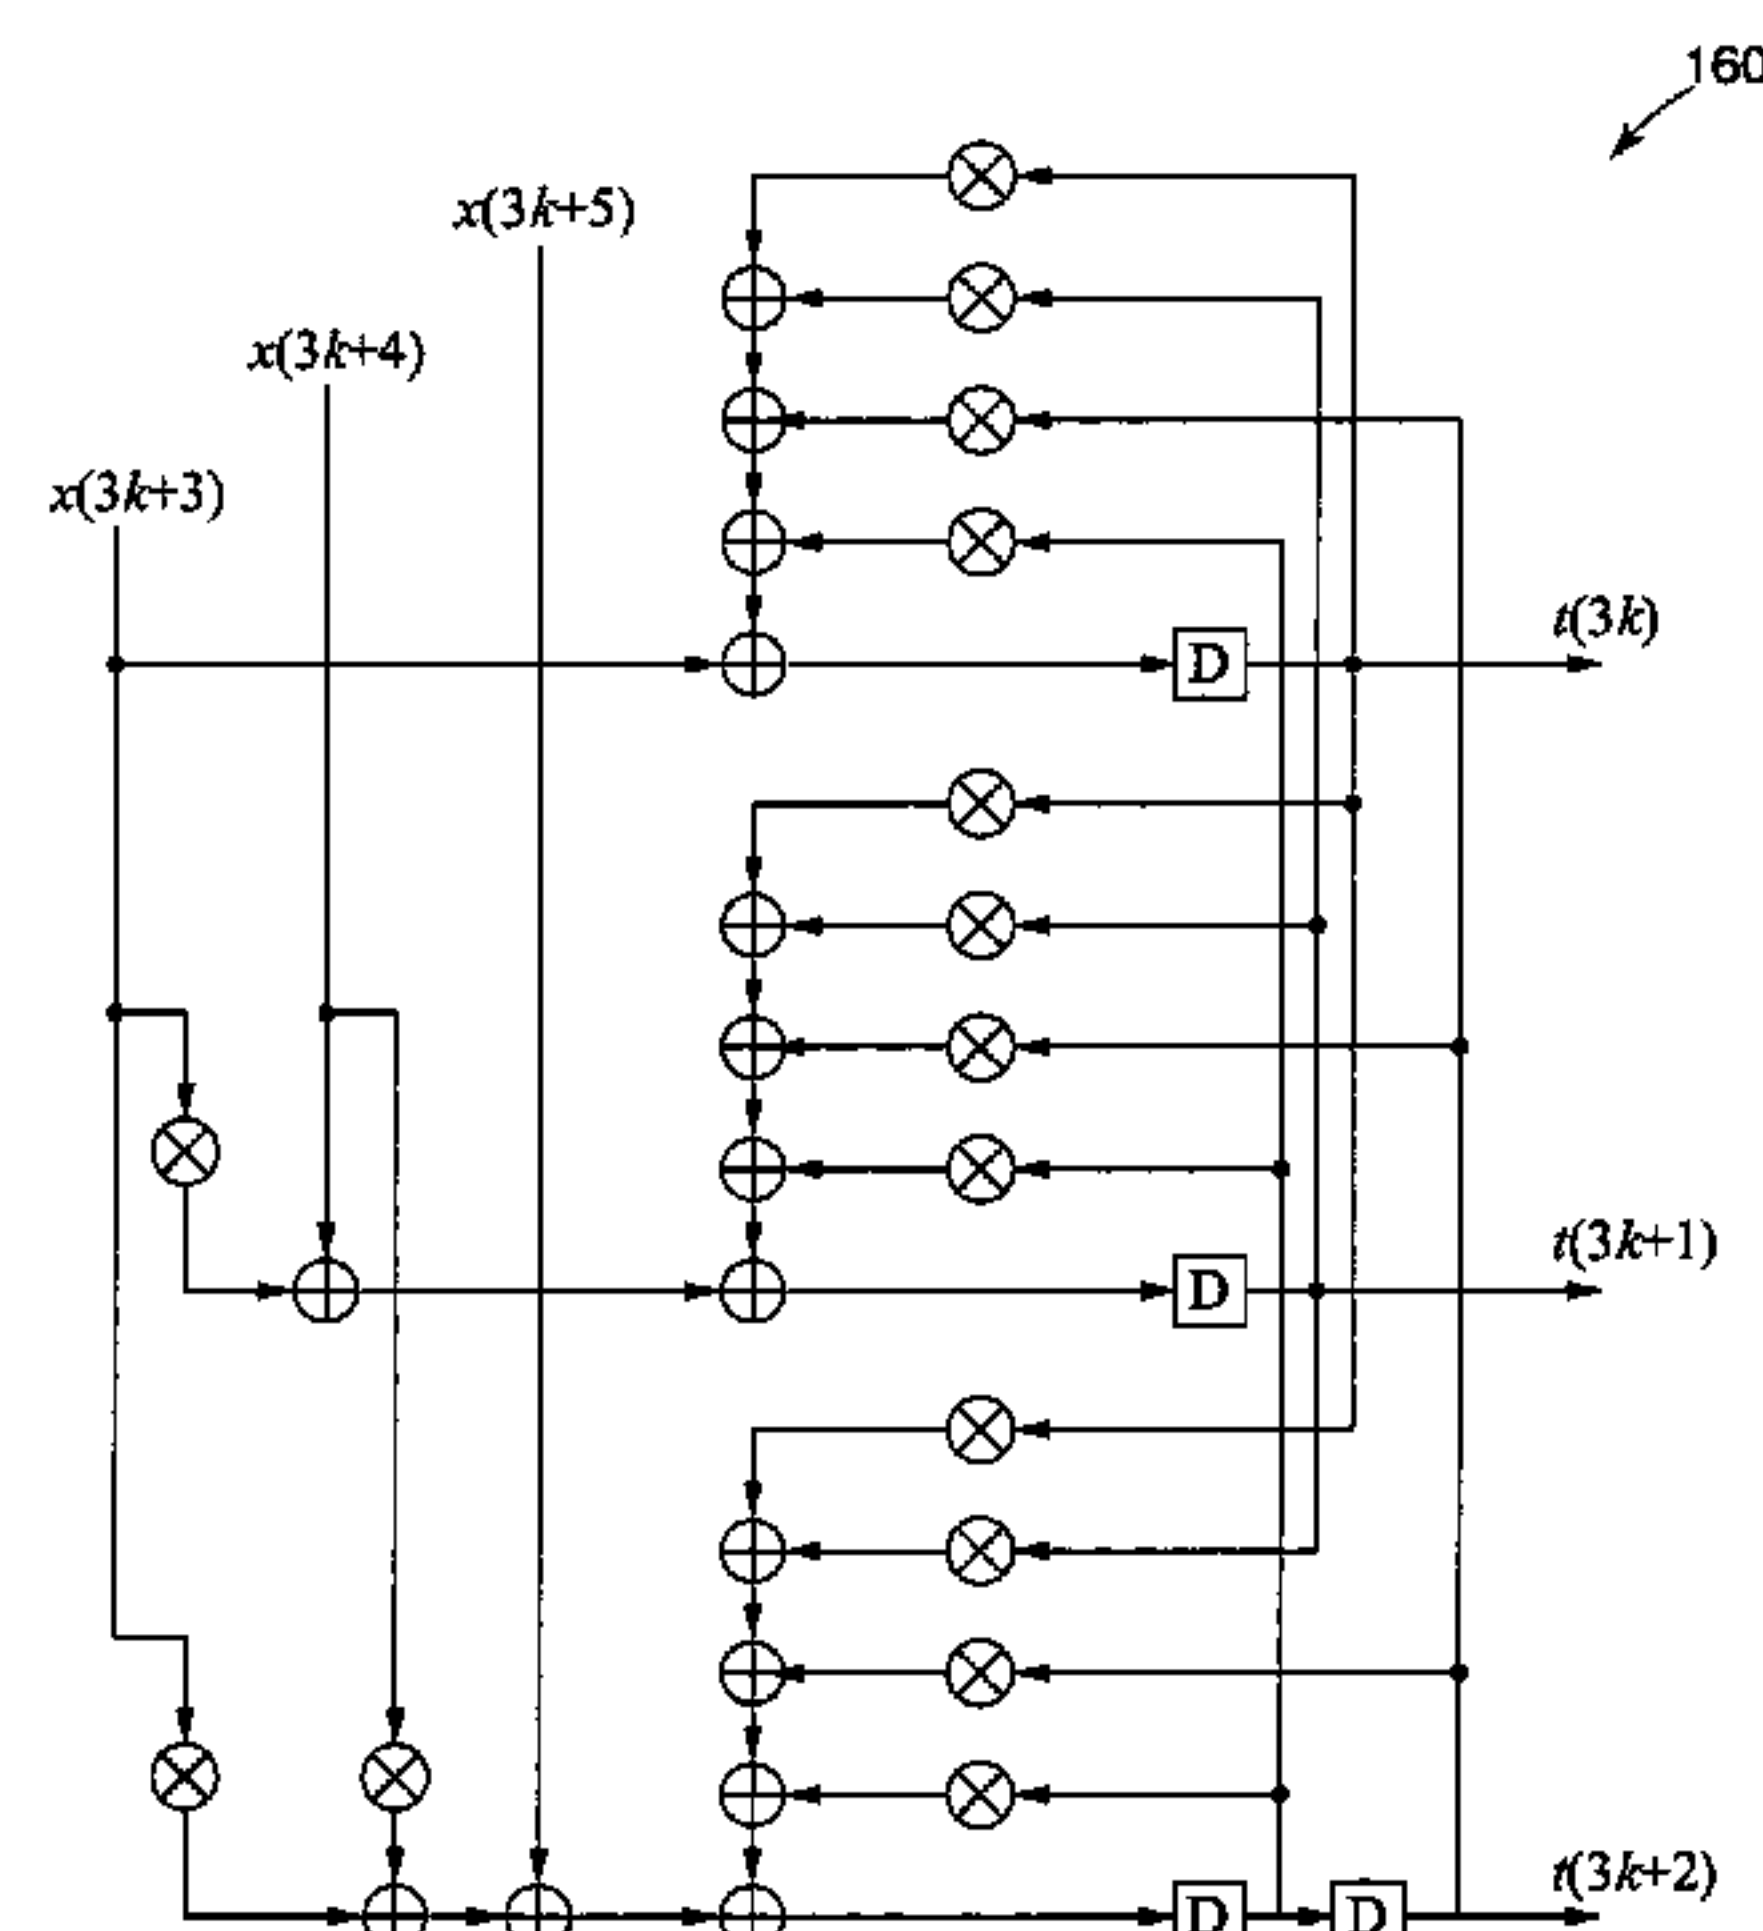 160
x(3k+5)
x(3k+4)
x(3k+3)
t(3k)
D
t(3k+1)
D
t(3k+2)
D D